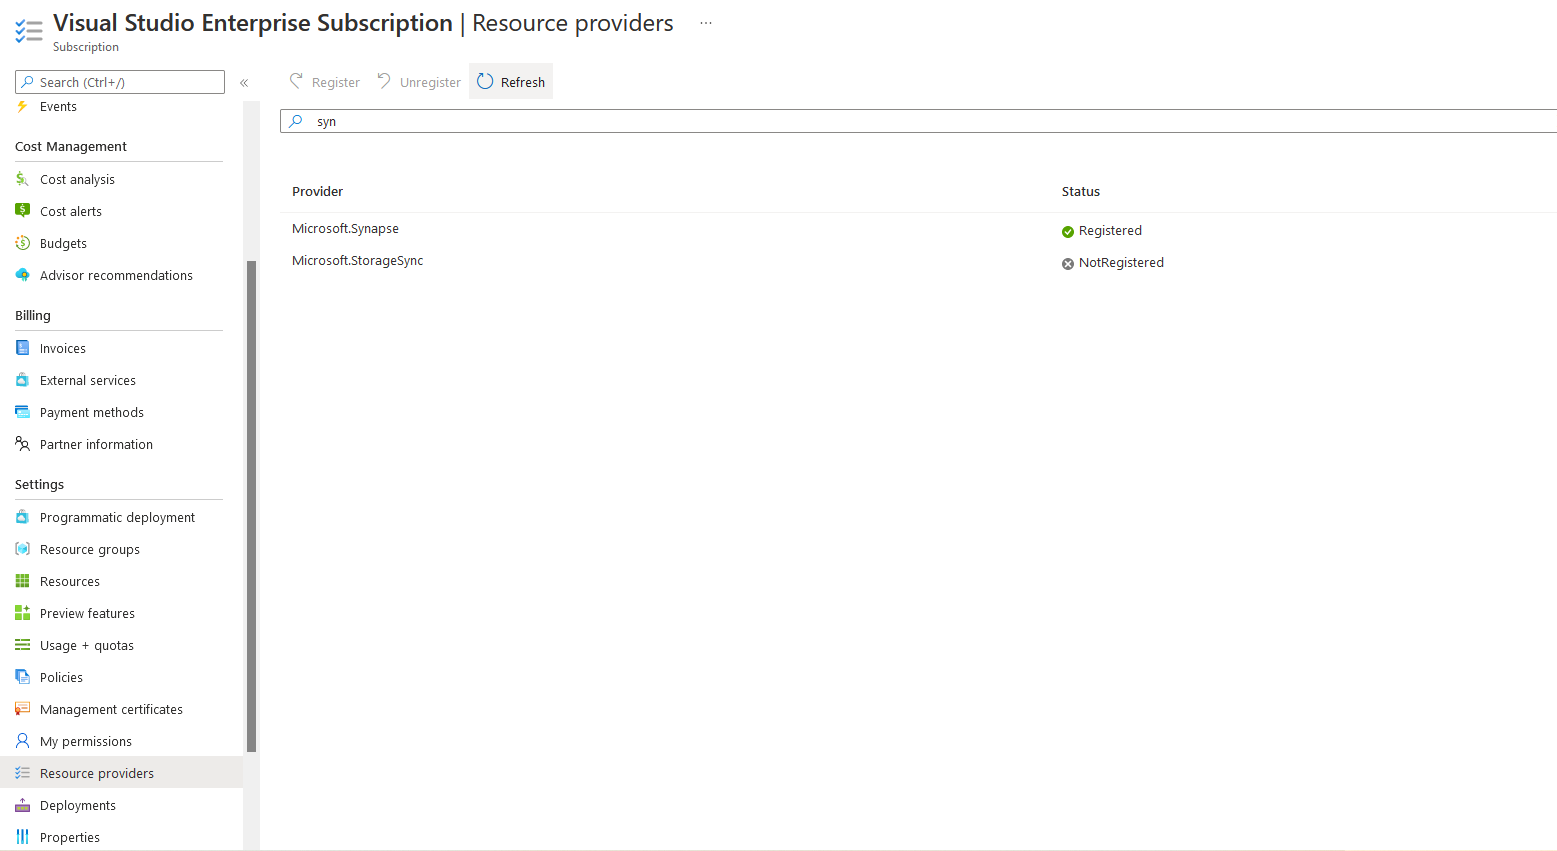 Visual Studio Enterprise Subscription | Resource providers ...
Subscription
Search (Ctrl+/)
«
Events
Cost Management
Cost analysis
Cost alerts
Budgets
Advisor recommendations
Billing
Invoices
External services
Payment methods
Partner information
Settings
Programmatic deployment
Resource groups
Resources
Preview features
Usage + quotas
Policies
Management certificates
My permissions
Resource providers
Deployments
Properties
Register Unregister Refresh
syn
Provider Status
Microsoft.Synapse Registered
Microsoft.StorageSync NotRegistered